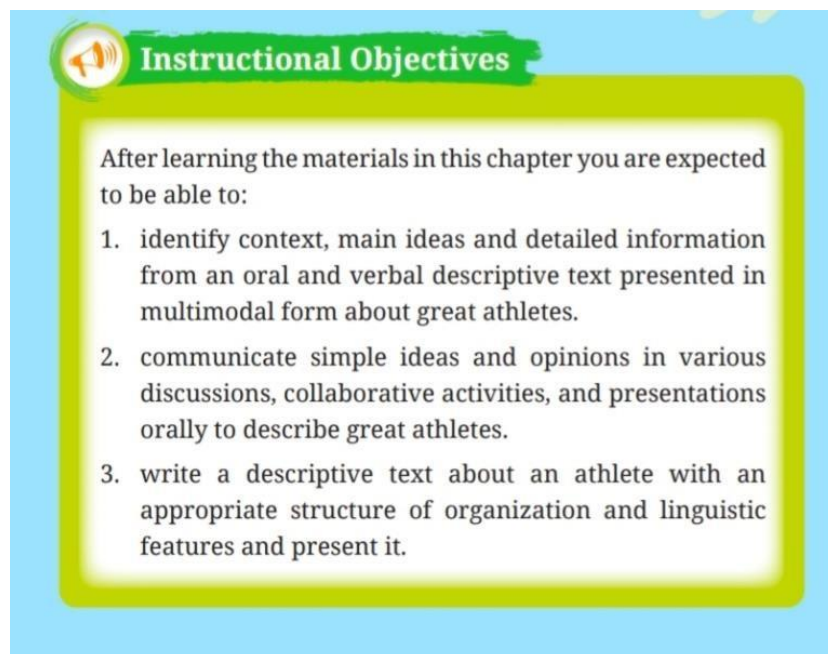 Instructional Objectives
After learning the materials in this chapter you are expected
to be able to:
1. identify context, main ideas and detailed information
from an oral and verbal descriptive text presented in
multimodal form about great athletes.
2. communicate simple ideas and opinions in various
discussions, collaborative activities, and presentations
orally to describe great athletes.
3. write a descriptive text about an athlete with an
appropriate structure of organization and linguistic
features and present it.